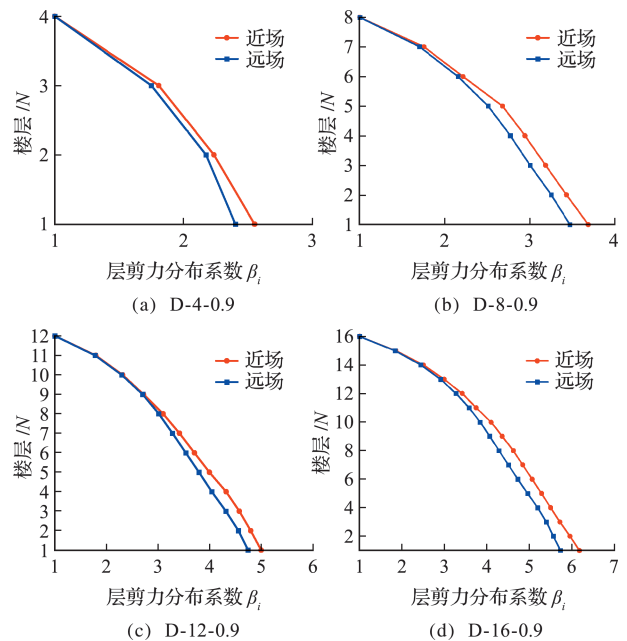 4
3
2
1
1 2 3
楼层 /N
近场
远场
层剪力分布系数 βi
(a) D-4-0.9
8
7
6
5
4
3
2
1
1 2 3 4
楼层 /N
近场
远场
层剪力分布系数 βi
(b) D-8-0.9
12
11
10
9
8
7
6
5
4
3
2
1
1 2 3 4 5 6
楼层 /N
近场
远场
层剪力分布系数 βi
(c) D-12-0.9
16
14
12
10
8
6
4
2
1 2 3 4 5 6 7
楼层 /N
近场
远场
层剪力分布系数 βi
(d) D-16-0.9